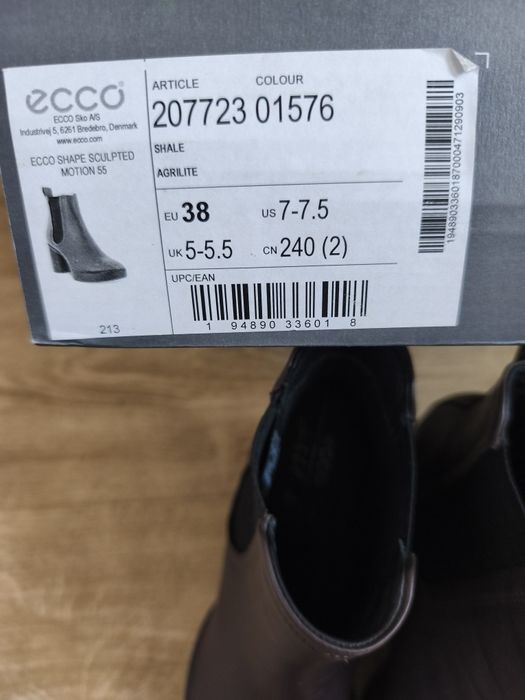 ecco
ECCO Sko A/S
Industrivej 5, 6261 Bredebro, Denmark
www.ecco.com
ECCO SHAPE SCULPTED
MOTION 55
213
ARTICLE COLOUR
207723 01576
SHALE
AGRILITE
EU 38 US 7-7.5
UK 5-5.5 CN 240 (2)
UPC/EAN
1 94890 33601 8
1948903360187000471290903